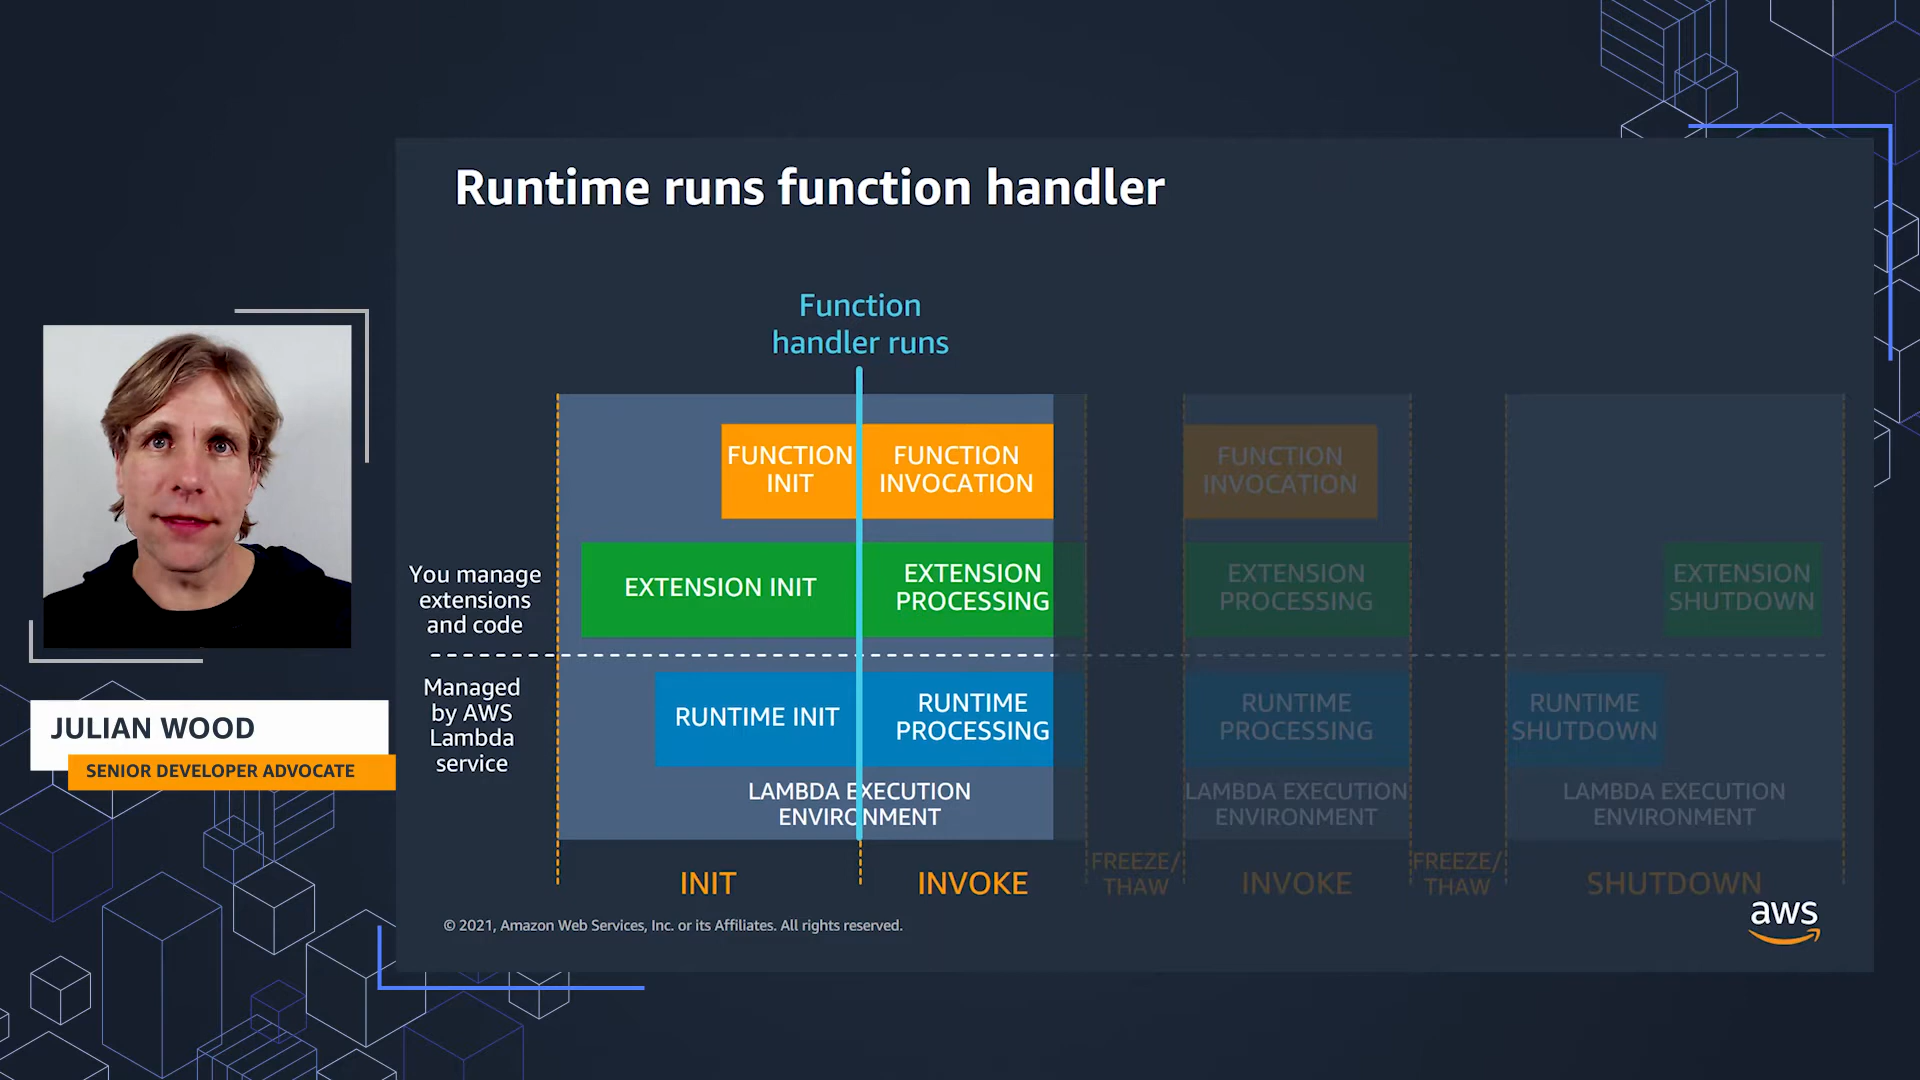 Runtime runs function handler
Function
handler runs
FUNCTION
INIT
FUNCTION
INVOCATION
FUNCTION
INVOCATION
You manage
extensions
and code
EXTENSION INIT
EXTENSION
PROCESSING
EXTENSION
PROCESSING
EXTENSION
SHUTDOWN
Managed
by AWS
Lambda
service
RUNTIME INIT
RUNTIME
PROCESSING
RUNTIME
PROCESSING
RUNTIME
SHUTDOWN
LAMBDA EXECUTION
ENVIRONMENT
LAMBDA EXECUTION
ENVIRONMENT
LAMBDA EXECUTION
ENVIRONMENT
INIT
INVOKE
FREEZE/
THAW
INVOKE
FREEZE/
THAW
SHUTDOWN
© 2021, Amazon Web Services, Inc. or its Affiliates. All rights reserved.
aws
JULIAN WOOD
SENIOR DEVELOPER ADVOCATE